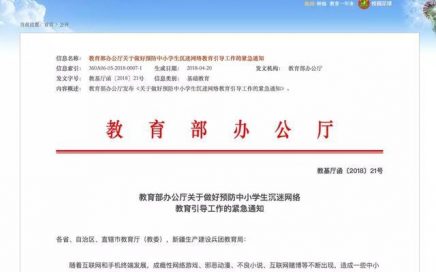 当前位置：首页 > 公开
信息名称： 教育部办公厅关于做好预防中小学生沉迷网络教育引导工作的紧急通知
信息索引： 360A06-05-2018-0007-1 生成日期： 2018-04-20 发文机构： 教育部办公厅
发文字号： 教基厅函〔2018〕21号 信息类别： 基础教育
内容概述： 教育部办公厅发布《关于做好预防中小学生沉迷网络教育引导工作的紧急通知》。
教育部办公厅
教基厅函〔2018〕21号
教育部办公厅关于做好预防中小学生沉迷网络
教育引导工作的紧急通知
各省、自治区、直辖市教育厅（教委），新疆生产建设兵团教育局：
随着互联网和手机终端发展，成瘾性网络游戏、邪恶动漫、不良小说、互联网赌博等不断出现，造成一些中小